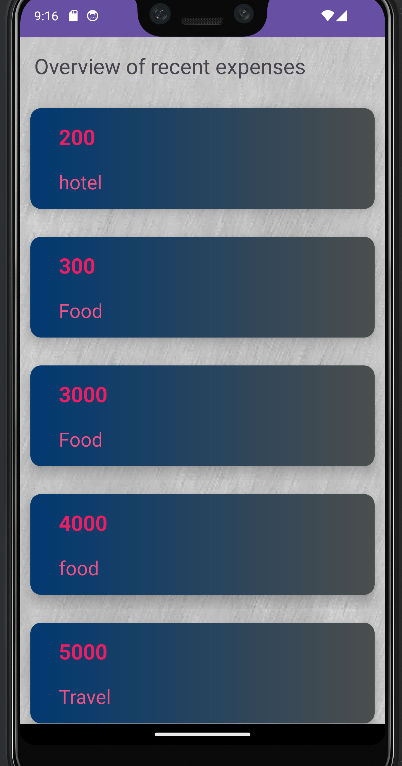 9:16
Overview of recent expenses
200
hotel
300
Food
3000
Food
4000
food
5000
Travel